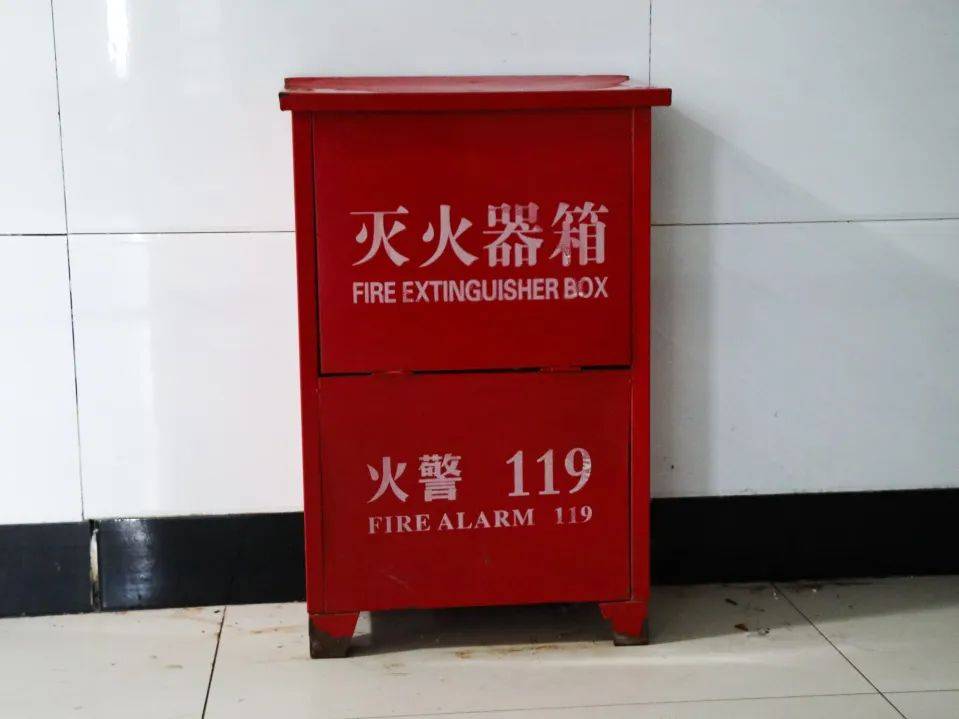 灭火器箱
FIRE EXTINGUISHER BOX
火警 119
FIRE ALARM 119